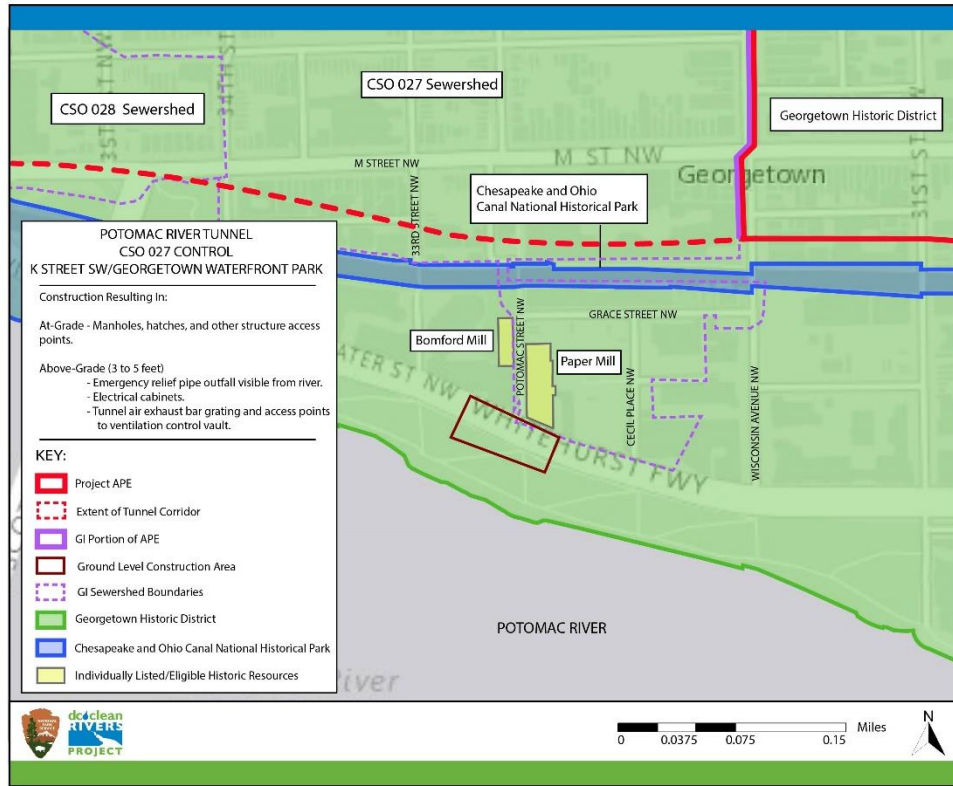 CSO 028 Sewershed
34TH ST NW
CSO 027 Sewershed
Georgetown Historic District
M STREET NW
M ST NW
Georgetown
31ST ST NW
33RD STREET NW
Chesapeake and Ohio
Canal National Historical Park
POTOMAC RIVER TUNNEL
CSO 027 CONTROL
K STREET SW/GEORGETOWN WATERFRONT PARK
Construction Resulting In:
At-Grade - Manholes, hatches, and other structure access
points.
Above-Grade (3 to 5 feet)
- Emergency relief pipe outfall visible from river.
- Electrical cabinets.
- Tunnel air exhaust bar grating and access points
to ventilation control vault.
KEY:
Project APE
Extent of Tunnel Corridor
GI Portion of APE
Ground Level Construction Area
GI Sewershed Boundaries
Georgetown Historic District
Chesapeake and Ohio Canal National Historical Park
Individually Listed/Eligible Historic Resources
GRACE STREET NW
Bomford Mill
POTOMAC STREET NW
Paper Mill
ATER ST NW
WHITEHURST FWY
CECIL PLACE NW
WISCONSIN AVENUE NW
POTOMAC RIVER
River
dc clean
RIVERS
PROJECT
Miles
0 0.0375 0.075 0.15
N